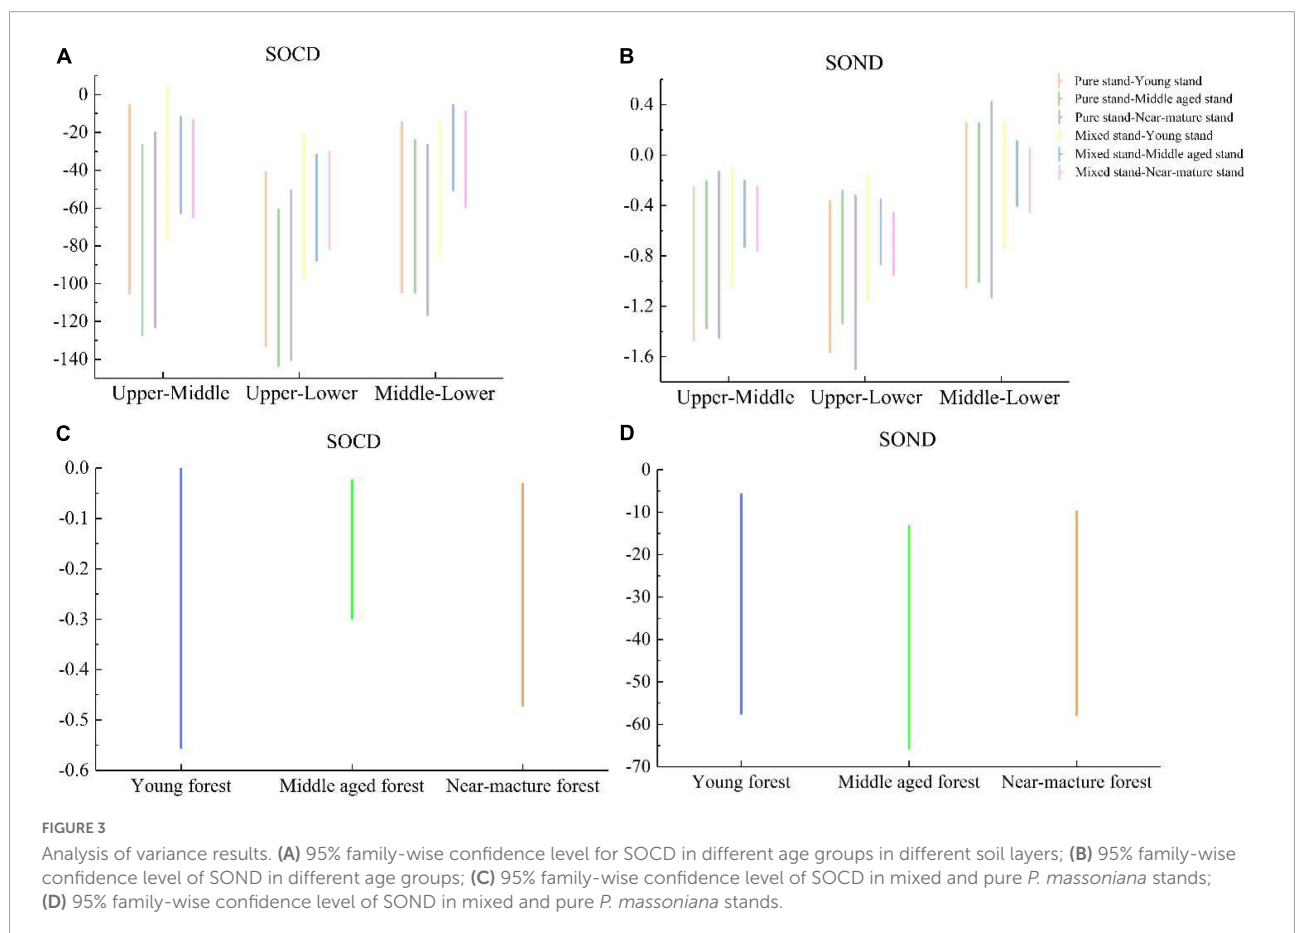 A
SOCD
0
-20
-40
-60
-80
-100
-120
-140
Upper-Middle Upper-Lower Middle-Lower
B
SOND
0.4
0.0
-0.4
-0.8
-1.2
-1.6
Upper-Middle Upper-Lower Middle-Lower
Pure stand-Young stand
Pure stand-Middle aged stand
Pure stand-Near-mature stand
Mixed stand-Young stand
Mixed stand-Middle aged stand
Mixed stand-Near-mature stand
C
SOCD
0.0
-0.1
-0.2
-0.3
-0.4
-0.5
-0.6
Young forest Middle aged forest Near-macture forest
D
SOND
0
-10
-20
-30
-40
-50
-60
-70
Young forest Middle aged forest Near-macture forest
FIGURE 3
Analysis of variance results. (A) 95% family-wise confidence level for SOCD in different age groups in different soil layers; (B) 95% family-wise
confidence level of SOND in different age groups; (C) 95% family-wise confidence level of SOCD in mixed and pure P. massoniana stands;
(D) 95% family-wise confidence level of SOND in mixed and pure P. massoniana stands.